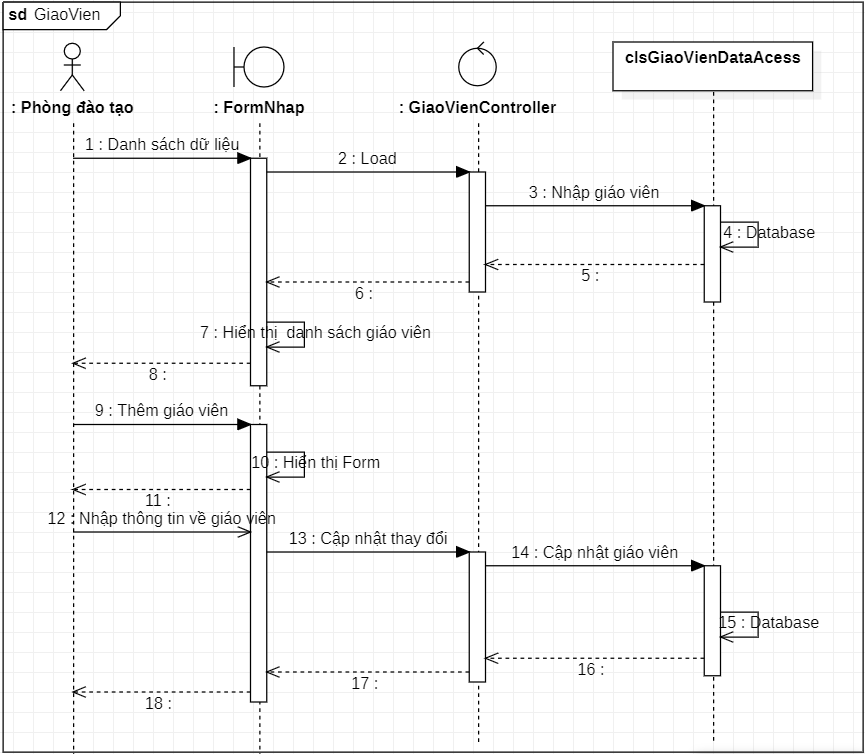 sd GiaoVien
: Phòng đào tạo
: FormNhap
: GiaoVienController
clsGiaoVienDataAcess
1 : Danh sách dữ liệu
2 : Load
3 : Nhập giáo viên
4 : Database
5 :
6 :
7 : Hiển thị danh sách giáo viên
8 :
9 : Thêm giáo viên
10 : Hiển thị Form
11 :
12 : Nhập thông tin về giáo viên
13 : Cập nhật thay đổi
14 : Cập nhật giáo viên
15 : Database
16 :
17 :
18 :